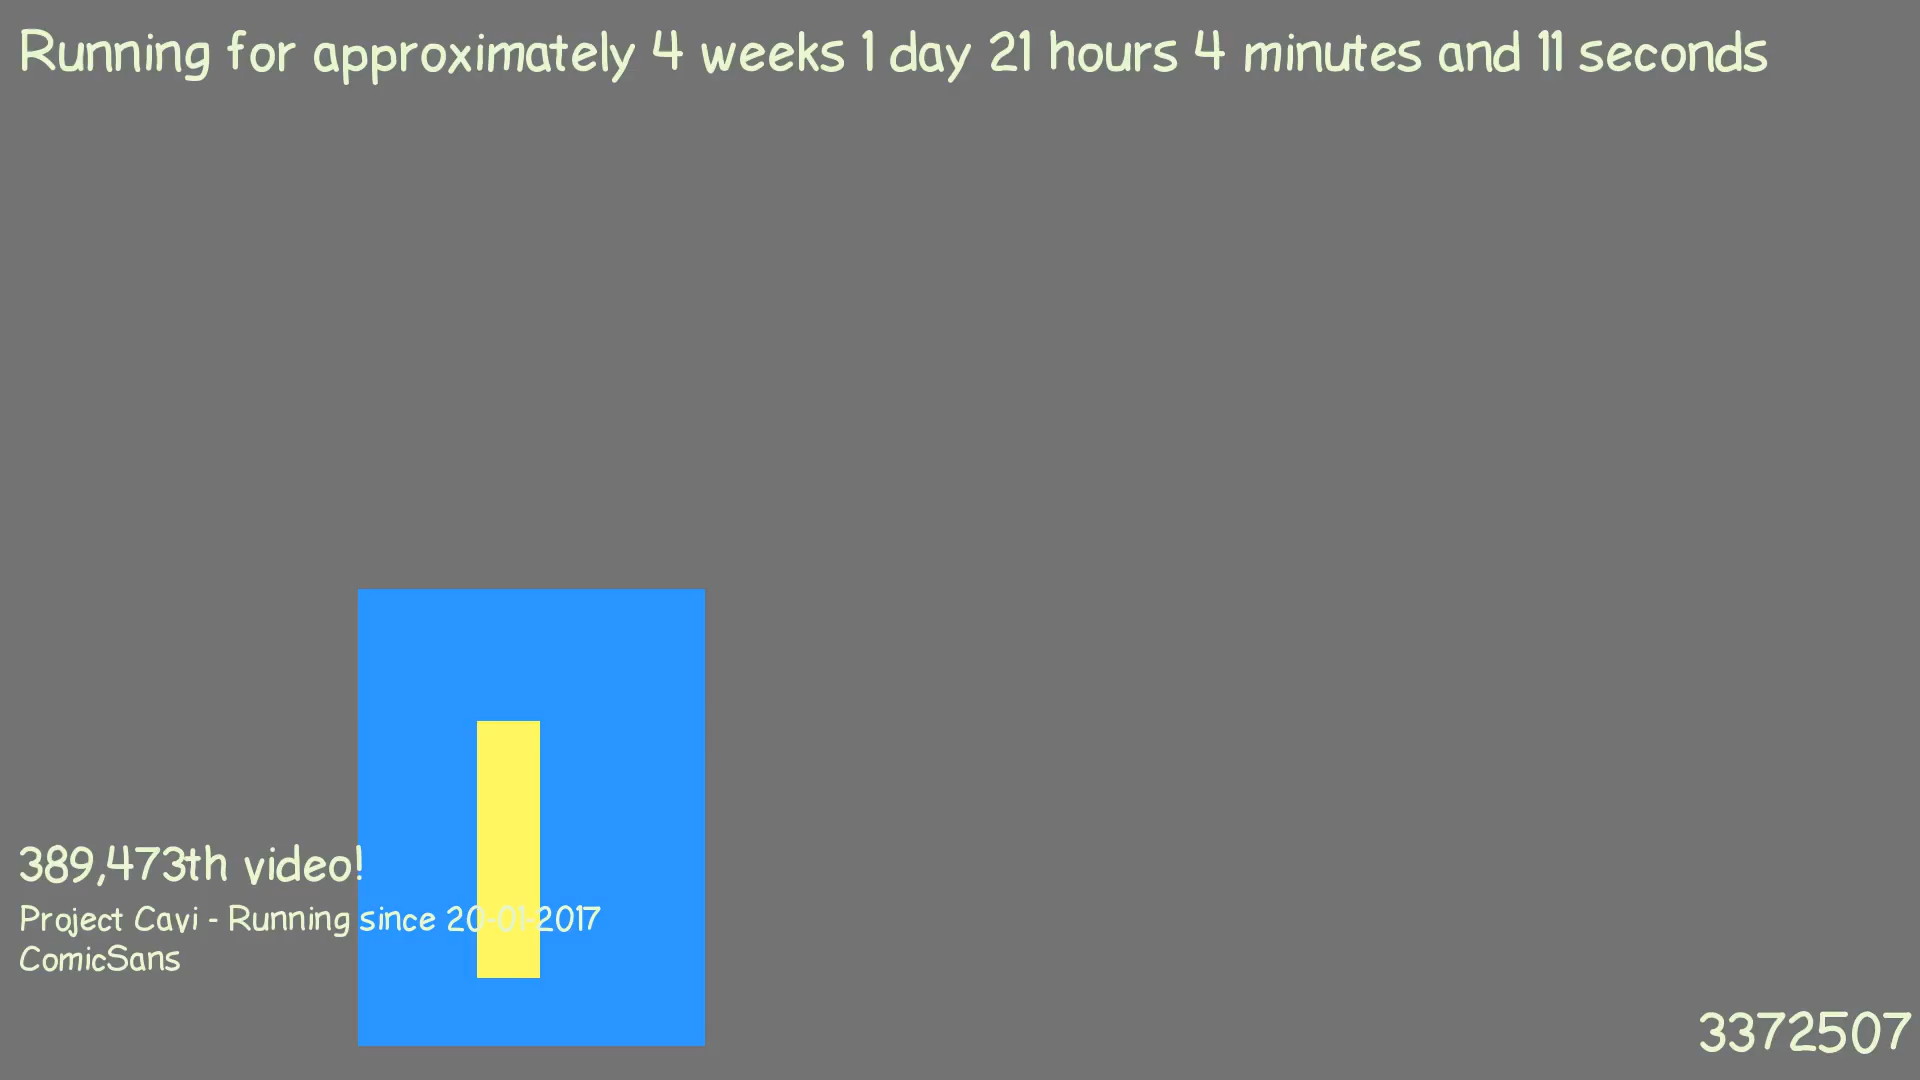 Running for approximately 4 weeks 1 day 21 hours 4 minutes and 11 seconds
389,473th video!
Project Cavi - Running since 20-01-2017
ComicSans
3372507